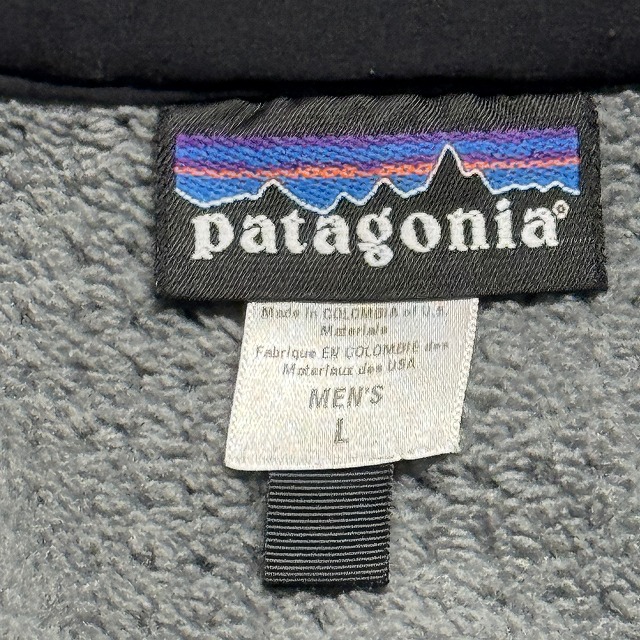 patagonia®
Made in COLOMBIA of U.S.
Materials
Fabrique EN COLOMBIE des
Materiaux des USA
MEN'S
L